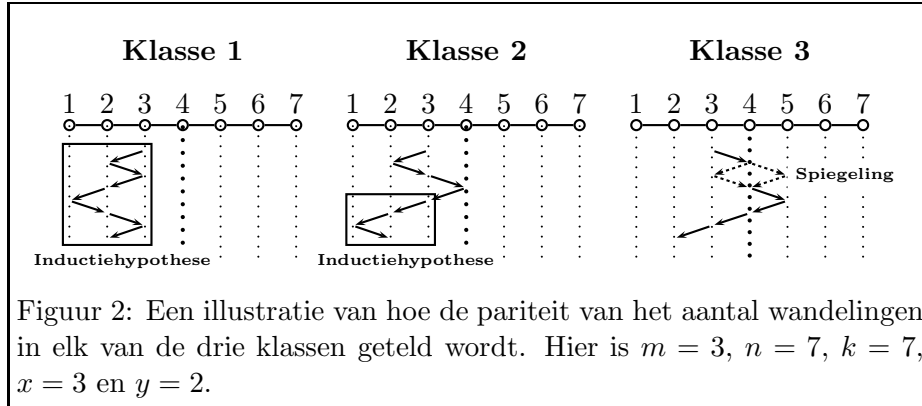 Klasse 1 Klasse 2 Klasse 3
1 2 3 4 5 6 7 1 2 3 4 5 6 7 1 2 3 4 5 6 7
Spiegeling
Inductiehypothese Inductiehypothese
Figuur 2: Een illustratie van hoe de pariteit van het aantal wandelingen
in elk van de drie klassen geteld wordt. Hier is m = 3, n = 7, k = 7,
x = 3 en y = 2.